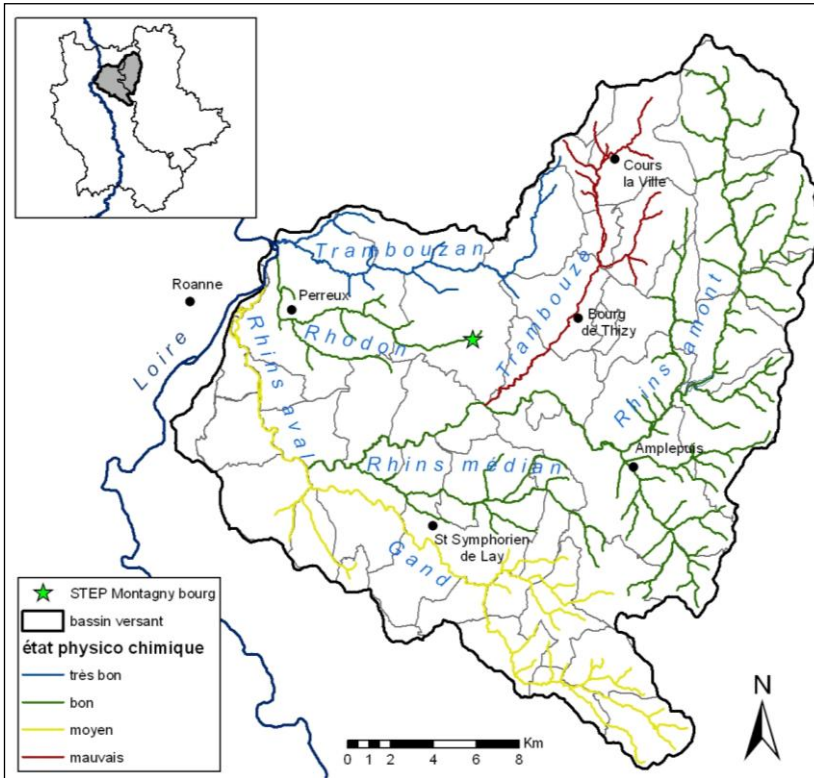 Cours
la Ville
Trambouzan
Roanne
Perreux
Trambouze
Bourg
de Thizy
Rhodon
Loire
Rhins aval
Rhins amont
Rhins médian
Amplepuis
St Symphorien
de Lay
Gand
STEP Montagny bourg
bassin versant
état physico chimique
très bon
bon
moyen
mauvais
N
Km
0 1 2 4 6 8